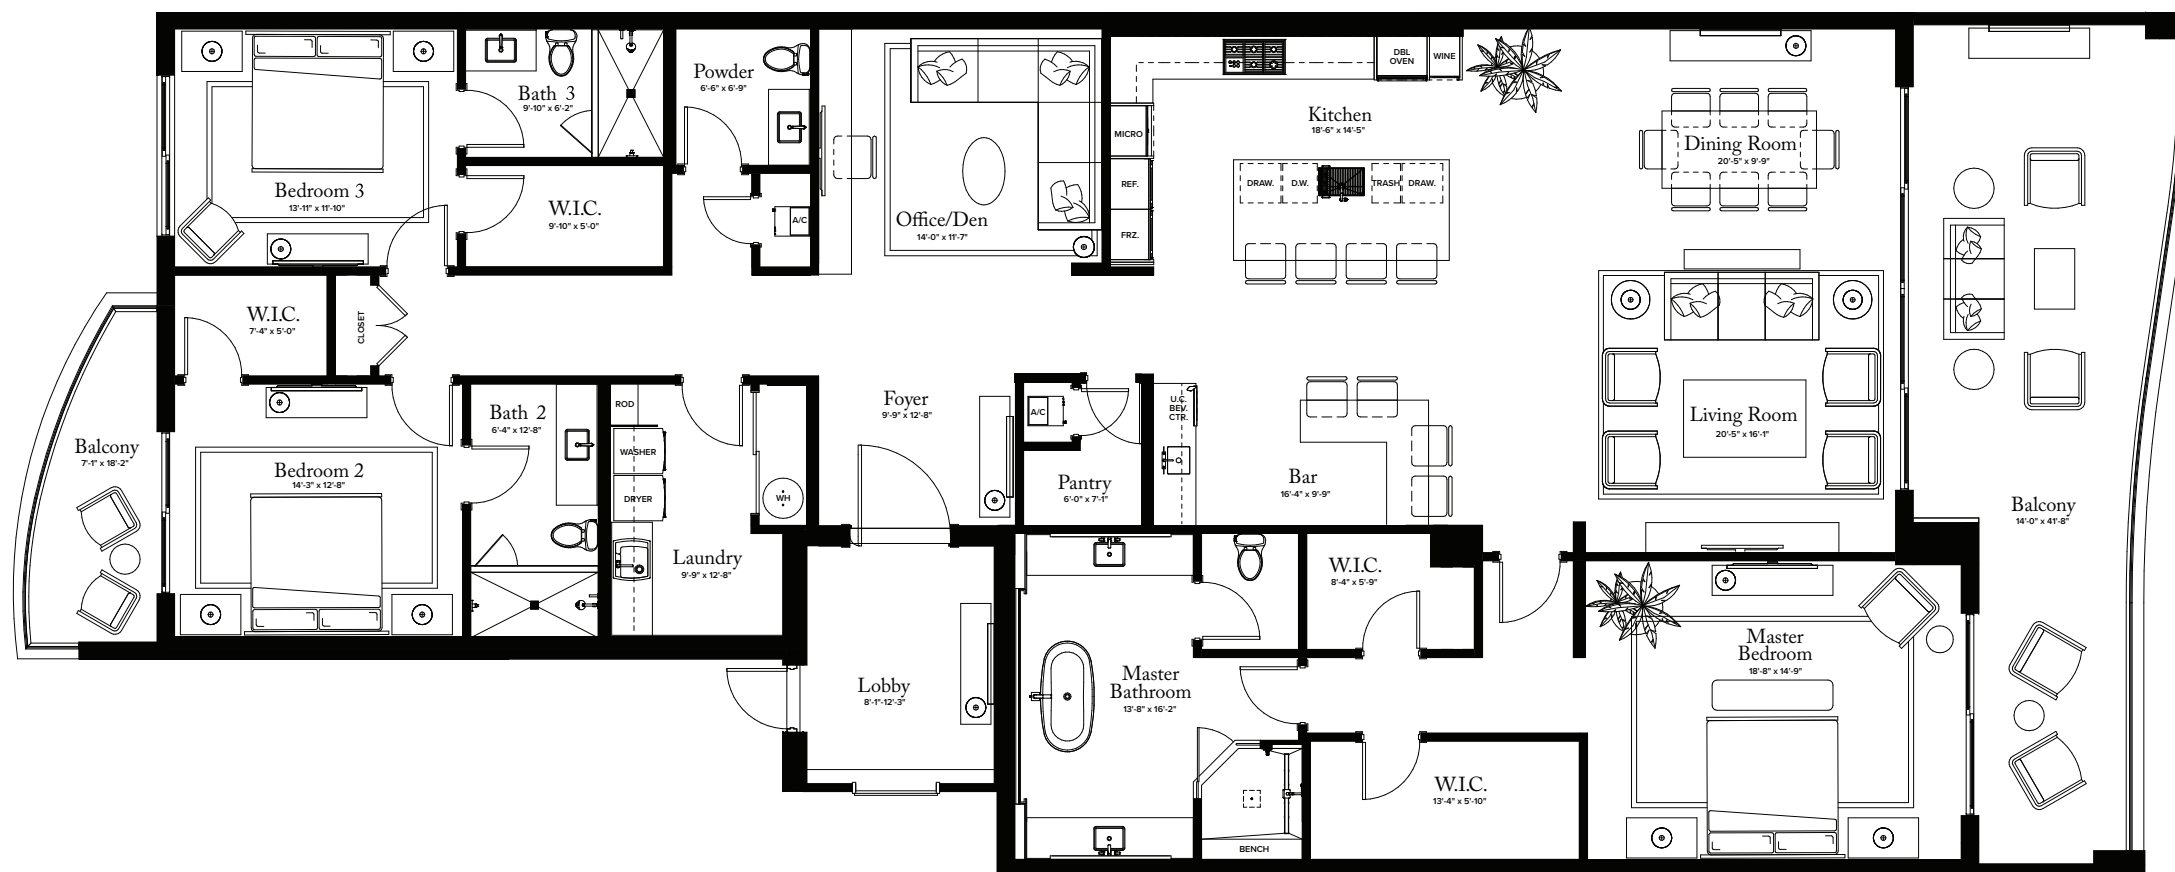 Bedroom 3
13'-11" x 11'-10"
Bath 3
9'-10" x 6'-2"
W.I.C.
9'-10" x 5'-0"
Powder
6'-6" x 6'-9"
A/C
Office/Den
14'-0" x 11'-7"
Kitchen
18'-6" x 14'-5"
DBL
OVEN
WINE
MICRO
REF.
FRZ.
DRAW.
D.W.
TRASH
DRAW.
Dining Room
20'-5" x 9'-9"
W.I.C.
7'-4" x 5'-0"
CLOSET
Balcony
7'-1" x 18'-2"
Bedroom 2
14'-3" x 12'-8"
Bath 2
6'-4" x 12'-8"
ROD
WASHER
DRYER
WH
Laundry
9'-9" x 12'-8"
Foyer
9'-9" x 12'-8"
A/C
Pantry
6'-0" x 7'-1"
U.C.
BEV.
CTR.
Bar
16'-4" x 9'-9"
Living Room
20'-5" x 16'-1"
Balcony
14'-0" x 41'-8"
Lobby
8'-1"-12'-3"
Master
Bathroom
13'-8" x 16'-2"
W.I.C.
8'-4" x 5'-9"
Master
Bedroom
18'-8" x 14'-9"
W.I.C.
13'-4" x 5'-10"
BENCH